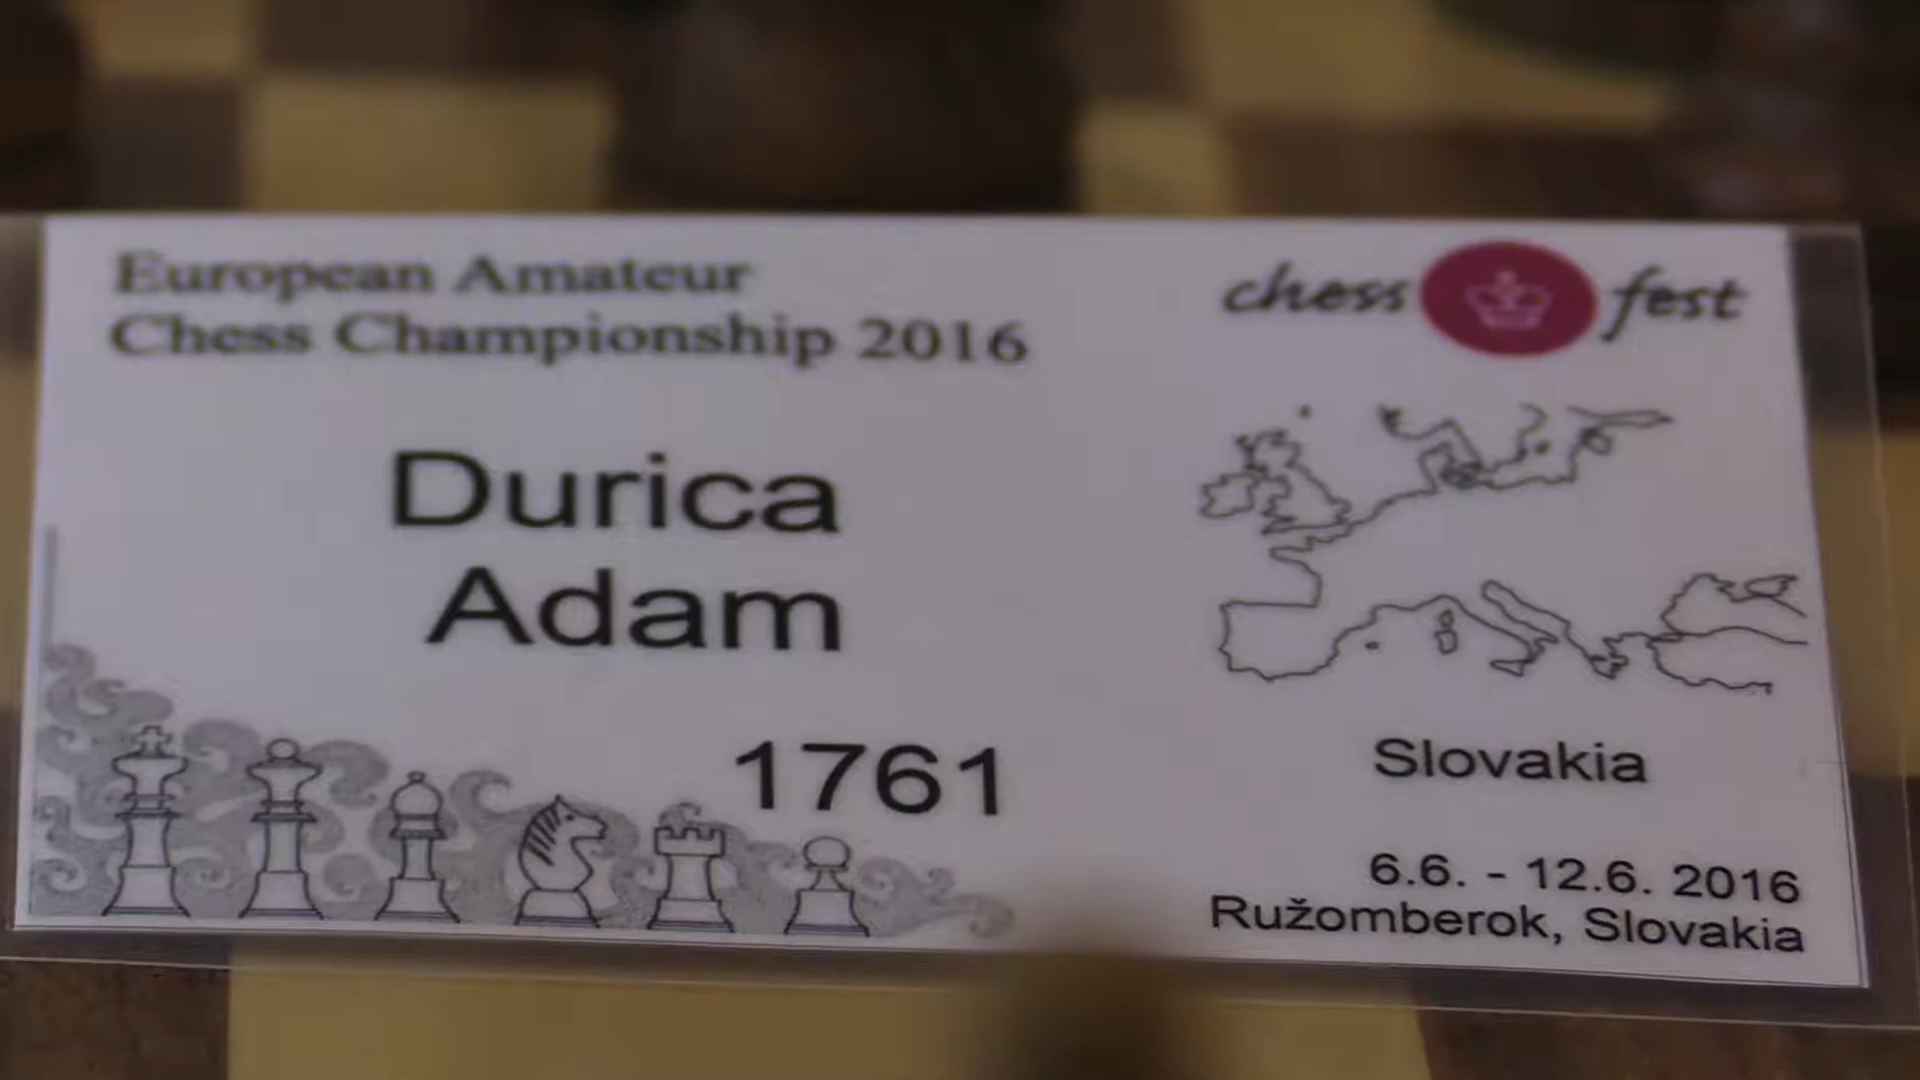 European Amateur
Chess Championship 2016
chess fest
Durica
Adam
1761
Slovakia
6.6. - 12.6. 2016
Ružomberok, Slovakia